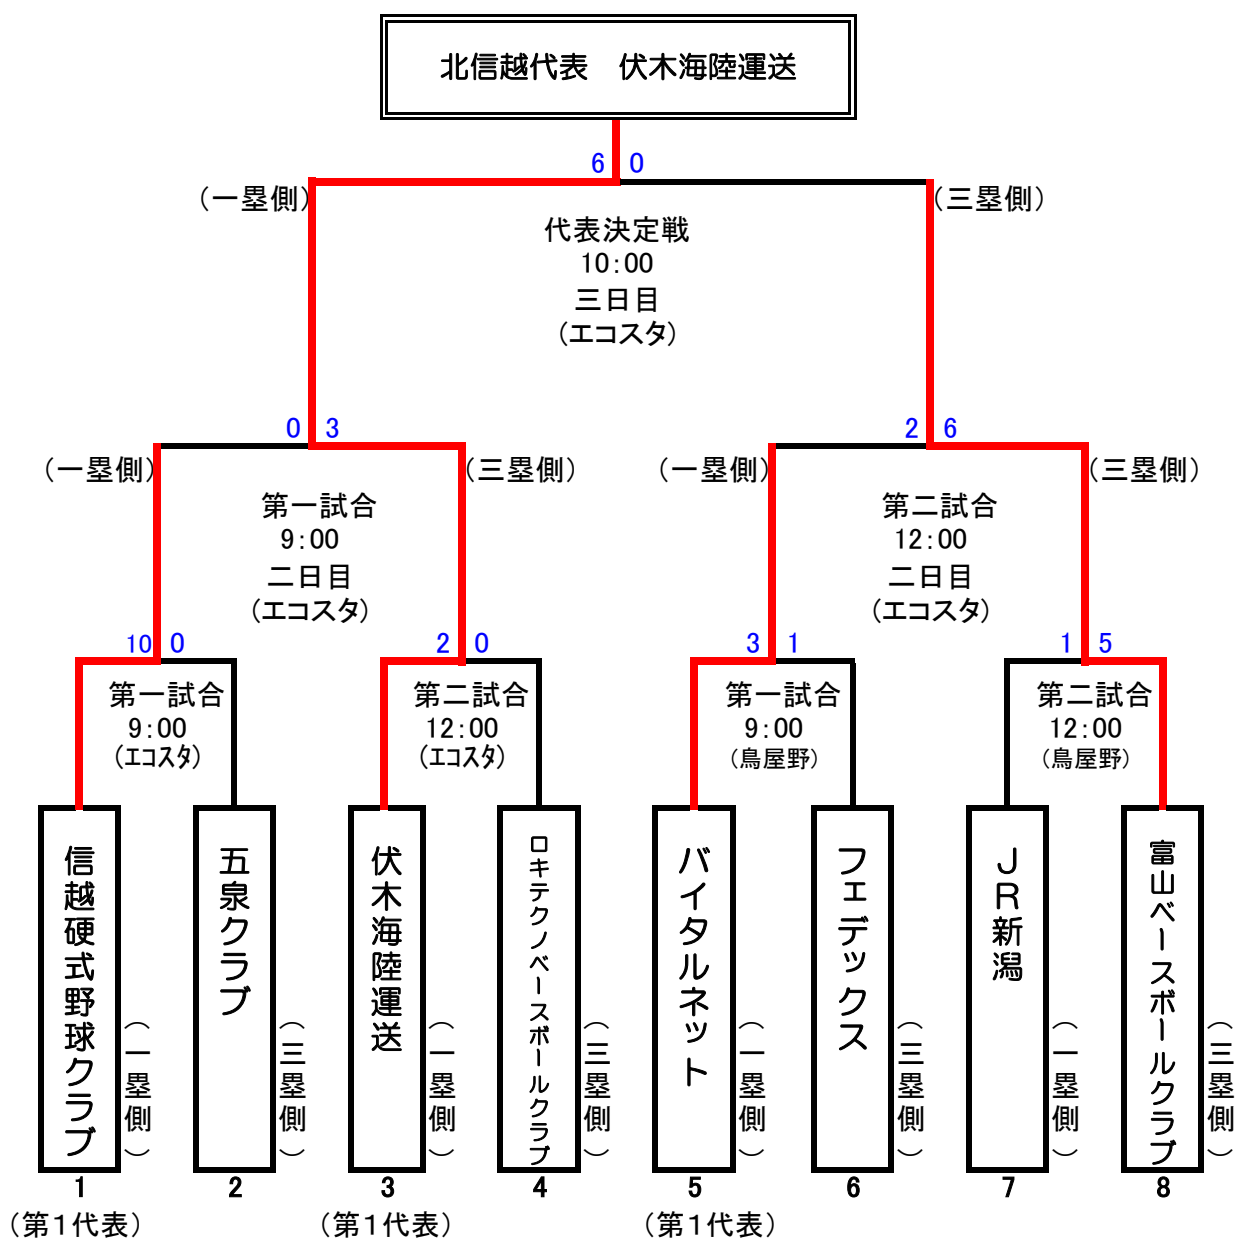 北信越代表　伏木海陸運送
6 0
（一塁側）
（三塁側）
代表決定戦
10:00
三日目
（エコスタ）
0 3
2 6
（一塁側）
（三塁側）
（一塁側）
（三塁側）
第一試合
9:00
二日目
（エコスタ）
第二試合
12:00
二日目
（エコスタ）
10 0
2 0
3 1
1 5
第一試合
9:00
（エコスタ）
第二試合
12:00
（エコスタ）
第一試合
9:00
（鳥屋野）
第二試合
12:00
（鳥屋野）
信越硬式野球クラブ
（一塁側）
五泉クラブ
（三塁側）
伏木海陸運送
（一塁側）
ロキテクノベースボールクラブ
（三塁側）
バイタルネット
（一塁側）
フェデックス
（三塁側）
JR新潟
（一塁側）
富山ベースボールクラブ
（三塁側）
1 2 3 4 5 6 7 8
（第1代表）
（第1代表）
（第1代表）